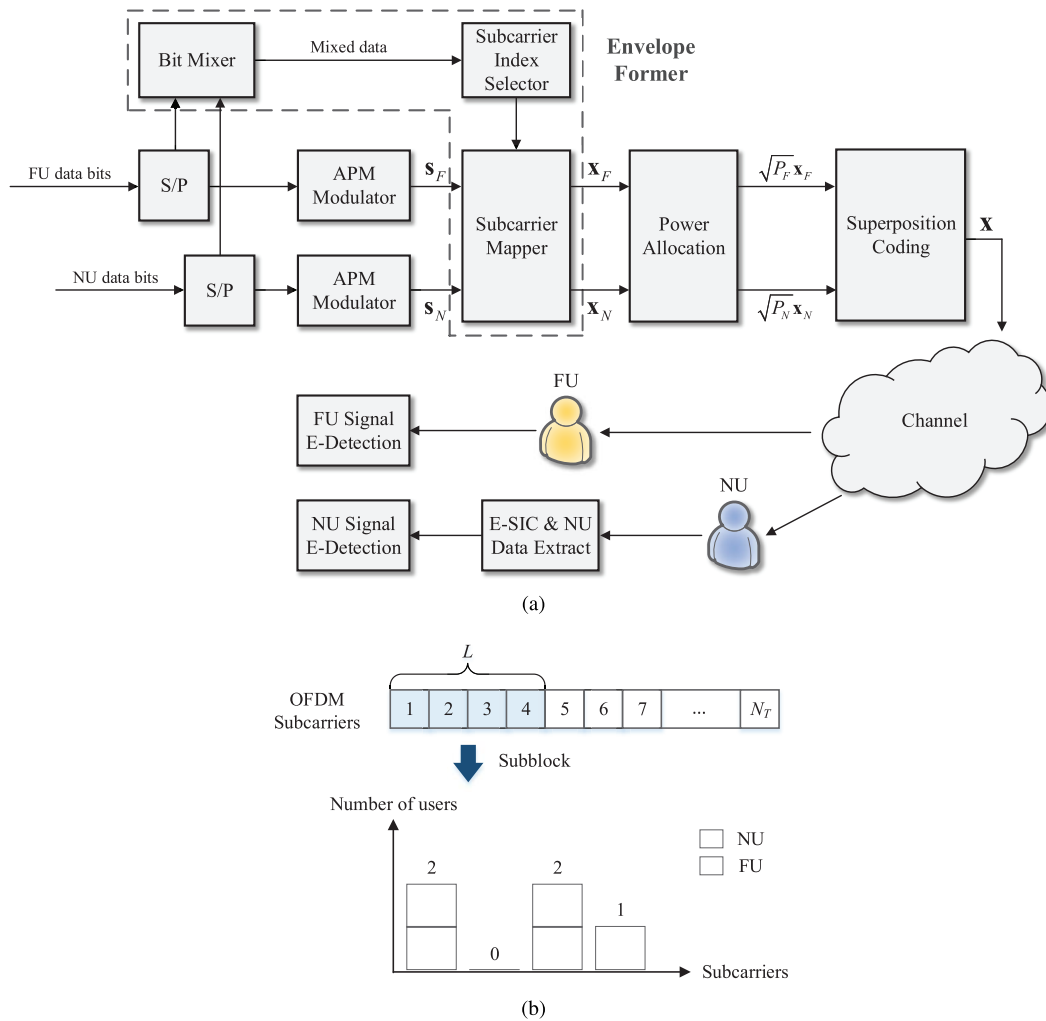 Bit Mixer
Mixed data
Subcarrier
Index
Selector
Envelope
Former
FU data bits
S/P
APM
Modulator
s_F
Subcarrier
Mapper
x_F
Power
Allocation
√P_F x_F
Superposition
Coding
x
NU data bits
S/P
APM
Modulator
s_N
x_N
√P_N x_N
FU
FU Signal
E-Detection
Channel
NU
NU Signal
E-Detection
E-SIC & NU
Data Extract
(a)
L
OFDM
Subcarriers
1 2 3 4 5 6 7 ... N_T
Subblock
Number of users
NU
FU
2 0 2 1
Subcarriers
(b)